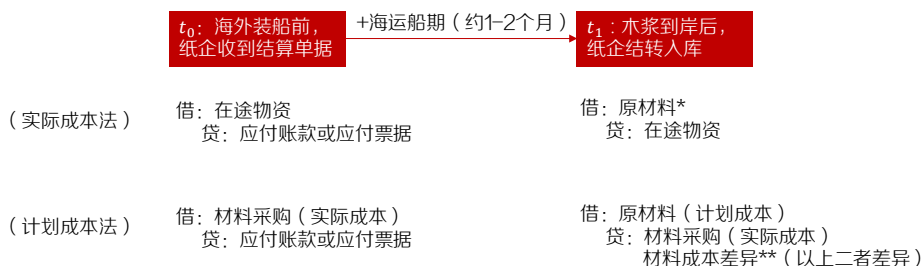 t₀：海外装船前，
纸企收到结算单据
+海运船期（约1-2个月）
t₁：木浆到岸后，
纸企结转入库
（实际成本法）
借：在途物资
贷：应付账款或应付票据
借：原材料*
贷：在途物资
（计划成本法）
借：材料采购（实际成本）
贷：应付账款或应付票据
借：原材料（计划成本）
贷：材料采购（实际成本）
材料成本差异**（以上二者差异）